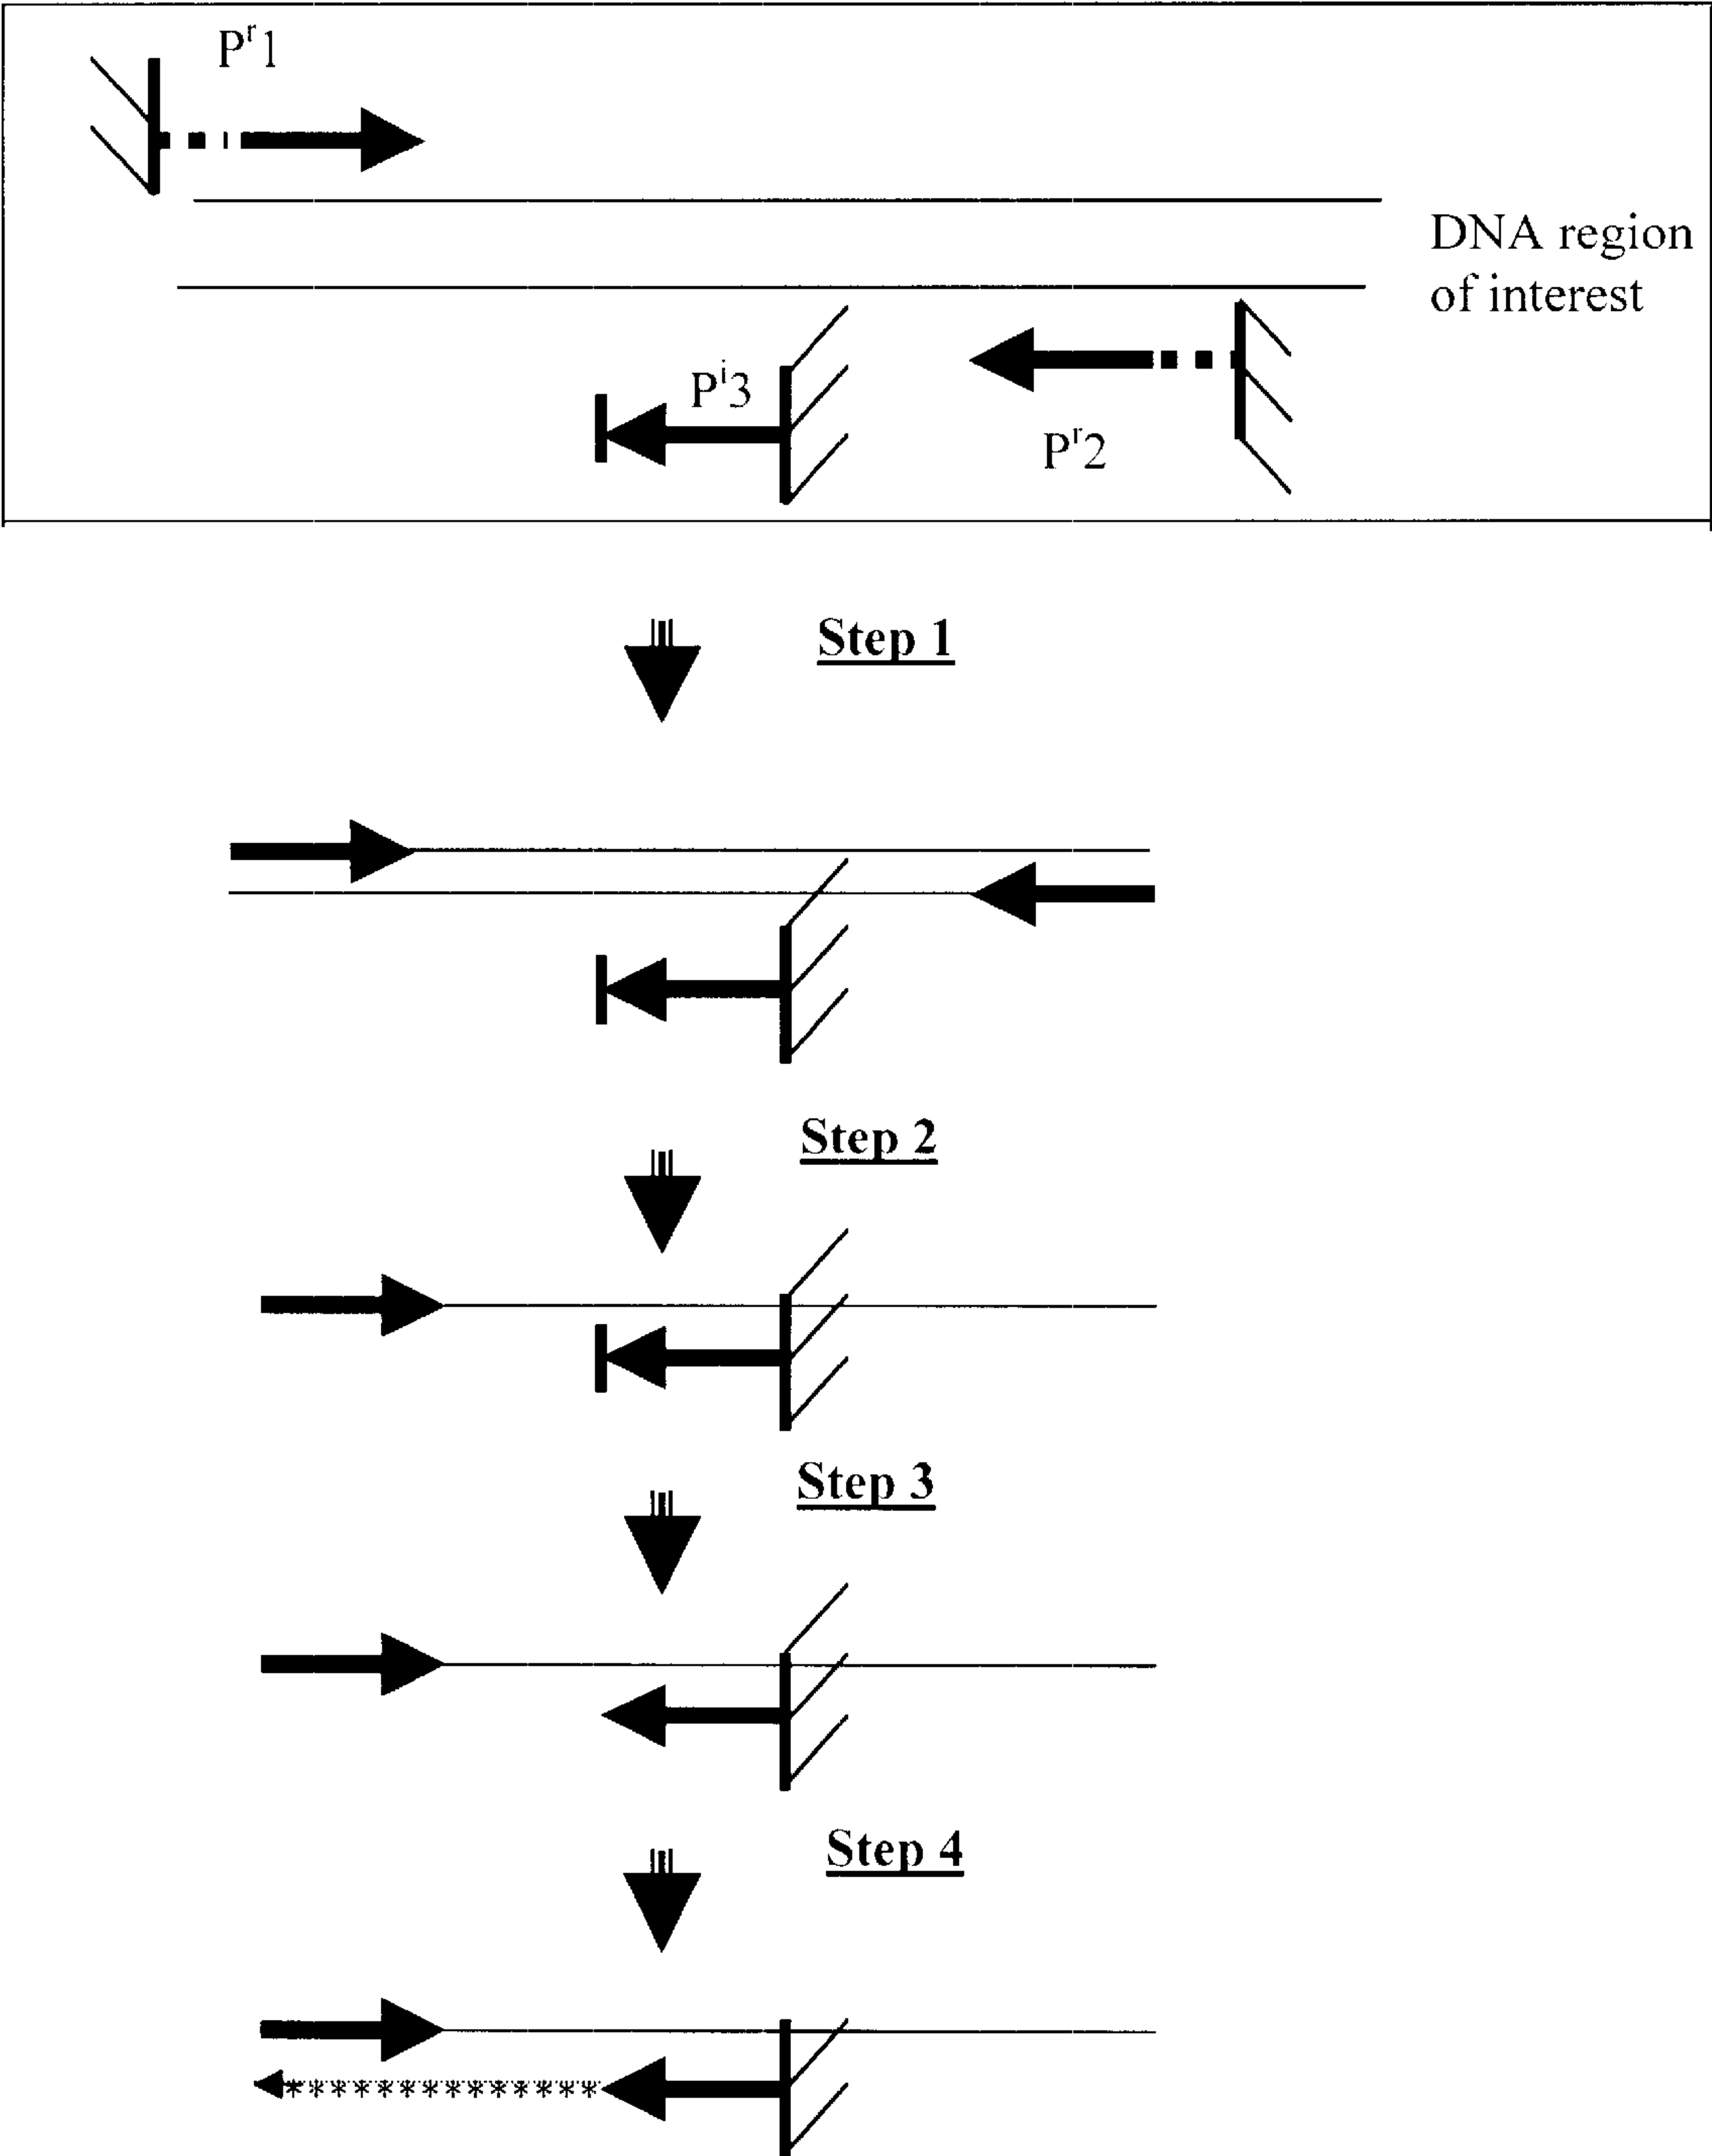 Pʳ1
DNA region
of interest
Pⁱ3
Pʳ2
Step 1
Step 2
Step 3
Step 4